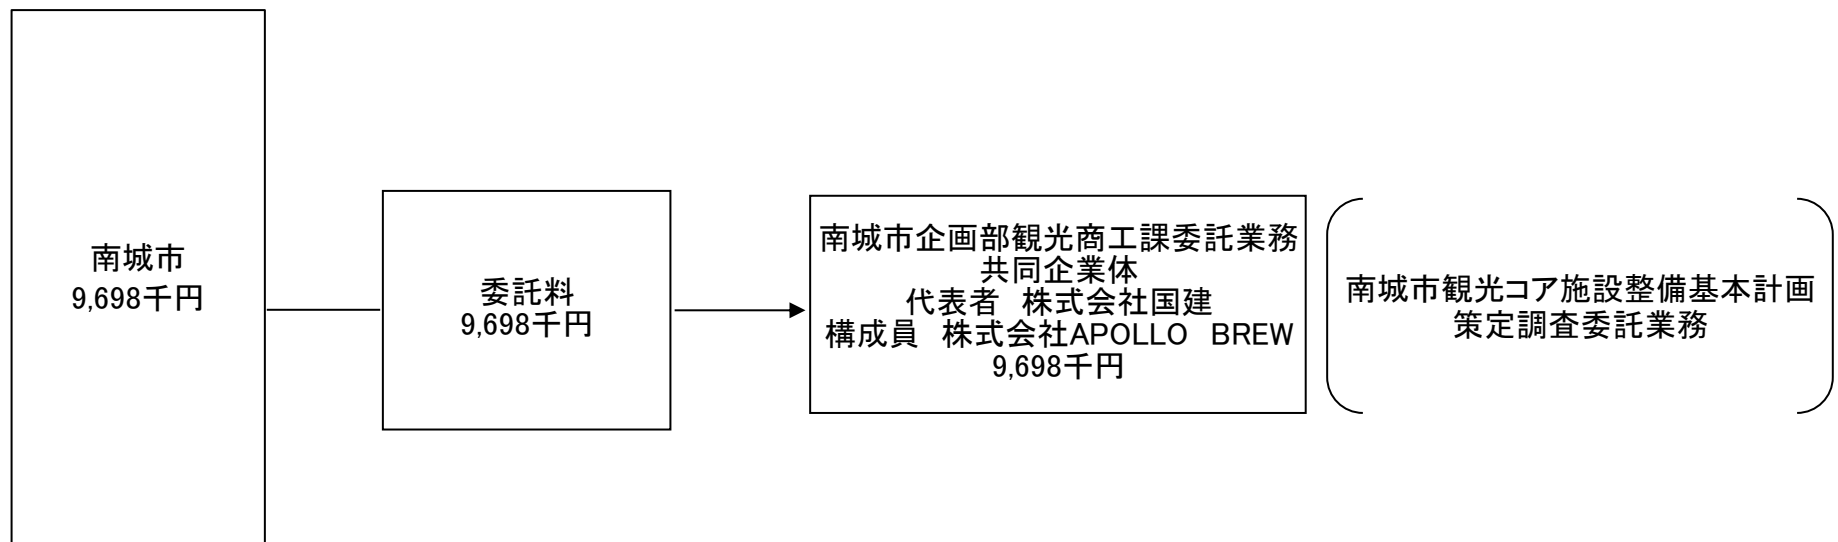 南城市
9,698千円
委託料
9,698千円
南城市企画部観光商工課委託業務
共同企業体
代表者　株式会社国建
構成員　株式会社APOLLO　BREW
9,698千円
南城市観光コア施設整備基本計画
策定調査委託業務